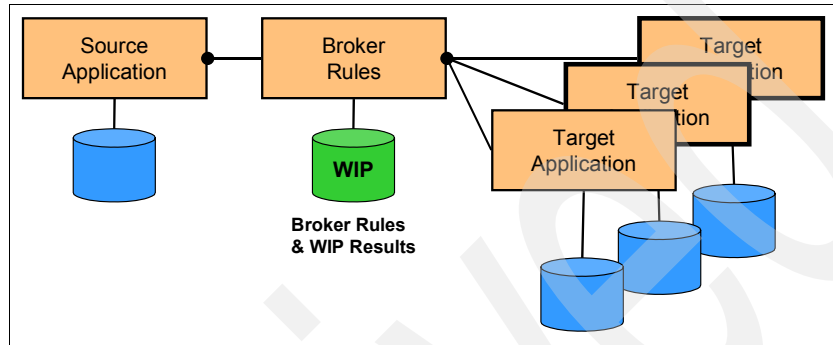 Source
Application
Broker
Rules
Target
Target
Target
Application
WIP
Broker Rules
& WIP Results